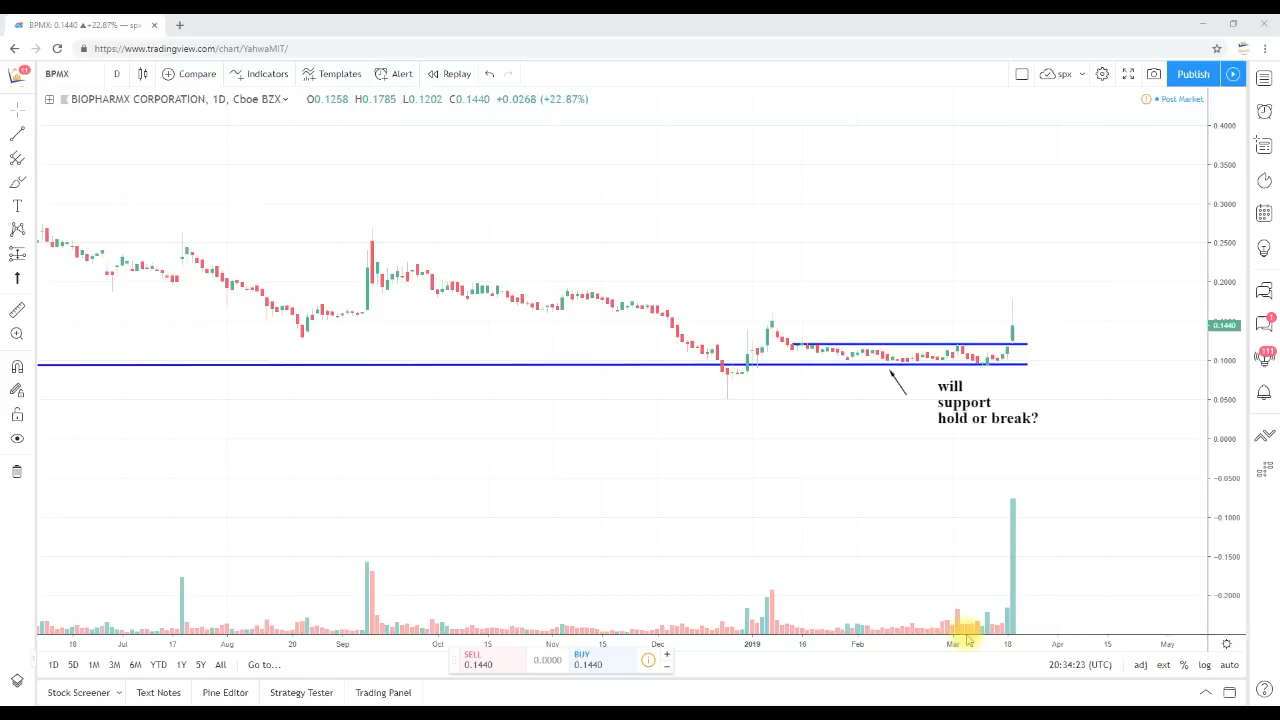 BPMX: 0.1440 ▲+22.87% — spx
https://www.tradingview.com/chart/YahwaMIT/
11
BPMX D Compare Indicators Templates Alert Replay spx Publish
BIOPHARMX CORPORATION, 1D, Cboe BZX O0.1258 H0.1785 L0.1202 C0.1440 +0.0268 (+22.87%) Post Market
0.4000
0.3500
0.3000
0.2500
0.2000
0.1440
0.1000
0.0500
0.0000
−0.0500
−0.1000
−0.1500
−0.2000
1
111
will
support
hold or break?
18 Jul 17 Aug 20 Sep Oct 15 Nov 15 Dec 2019 16 Feb Mar 18 Apr 15 May
1D 5D 1M 3M 6M YTD 1Y 5Y All Go to... 20:34:23 (UTC) adj ext % log auto
SELL 0.0000 BUY
0.1440 0.1440
Stock Screener Text Notes Pine Editor Strategy Tester Trading Panel